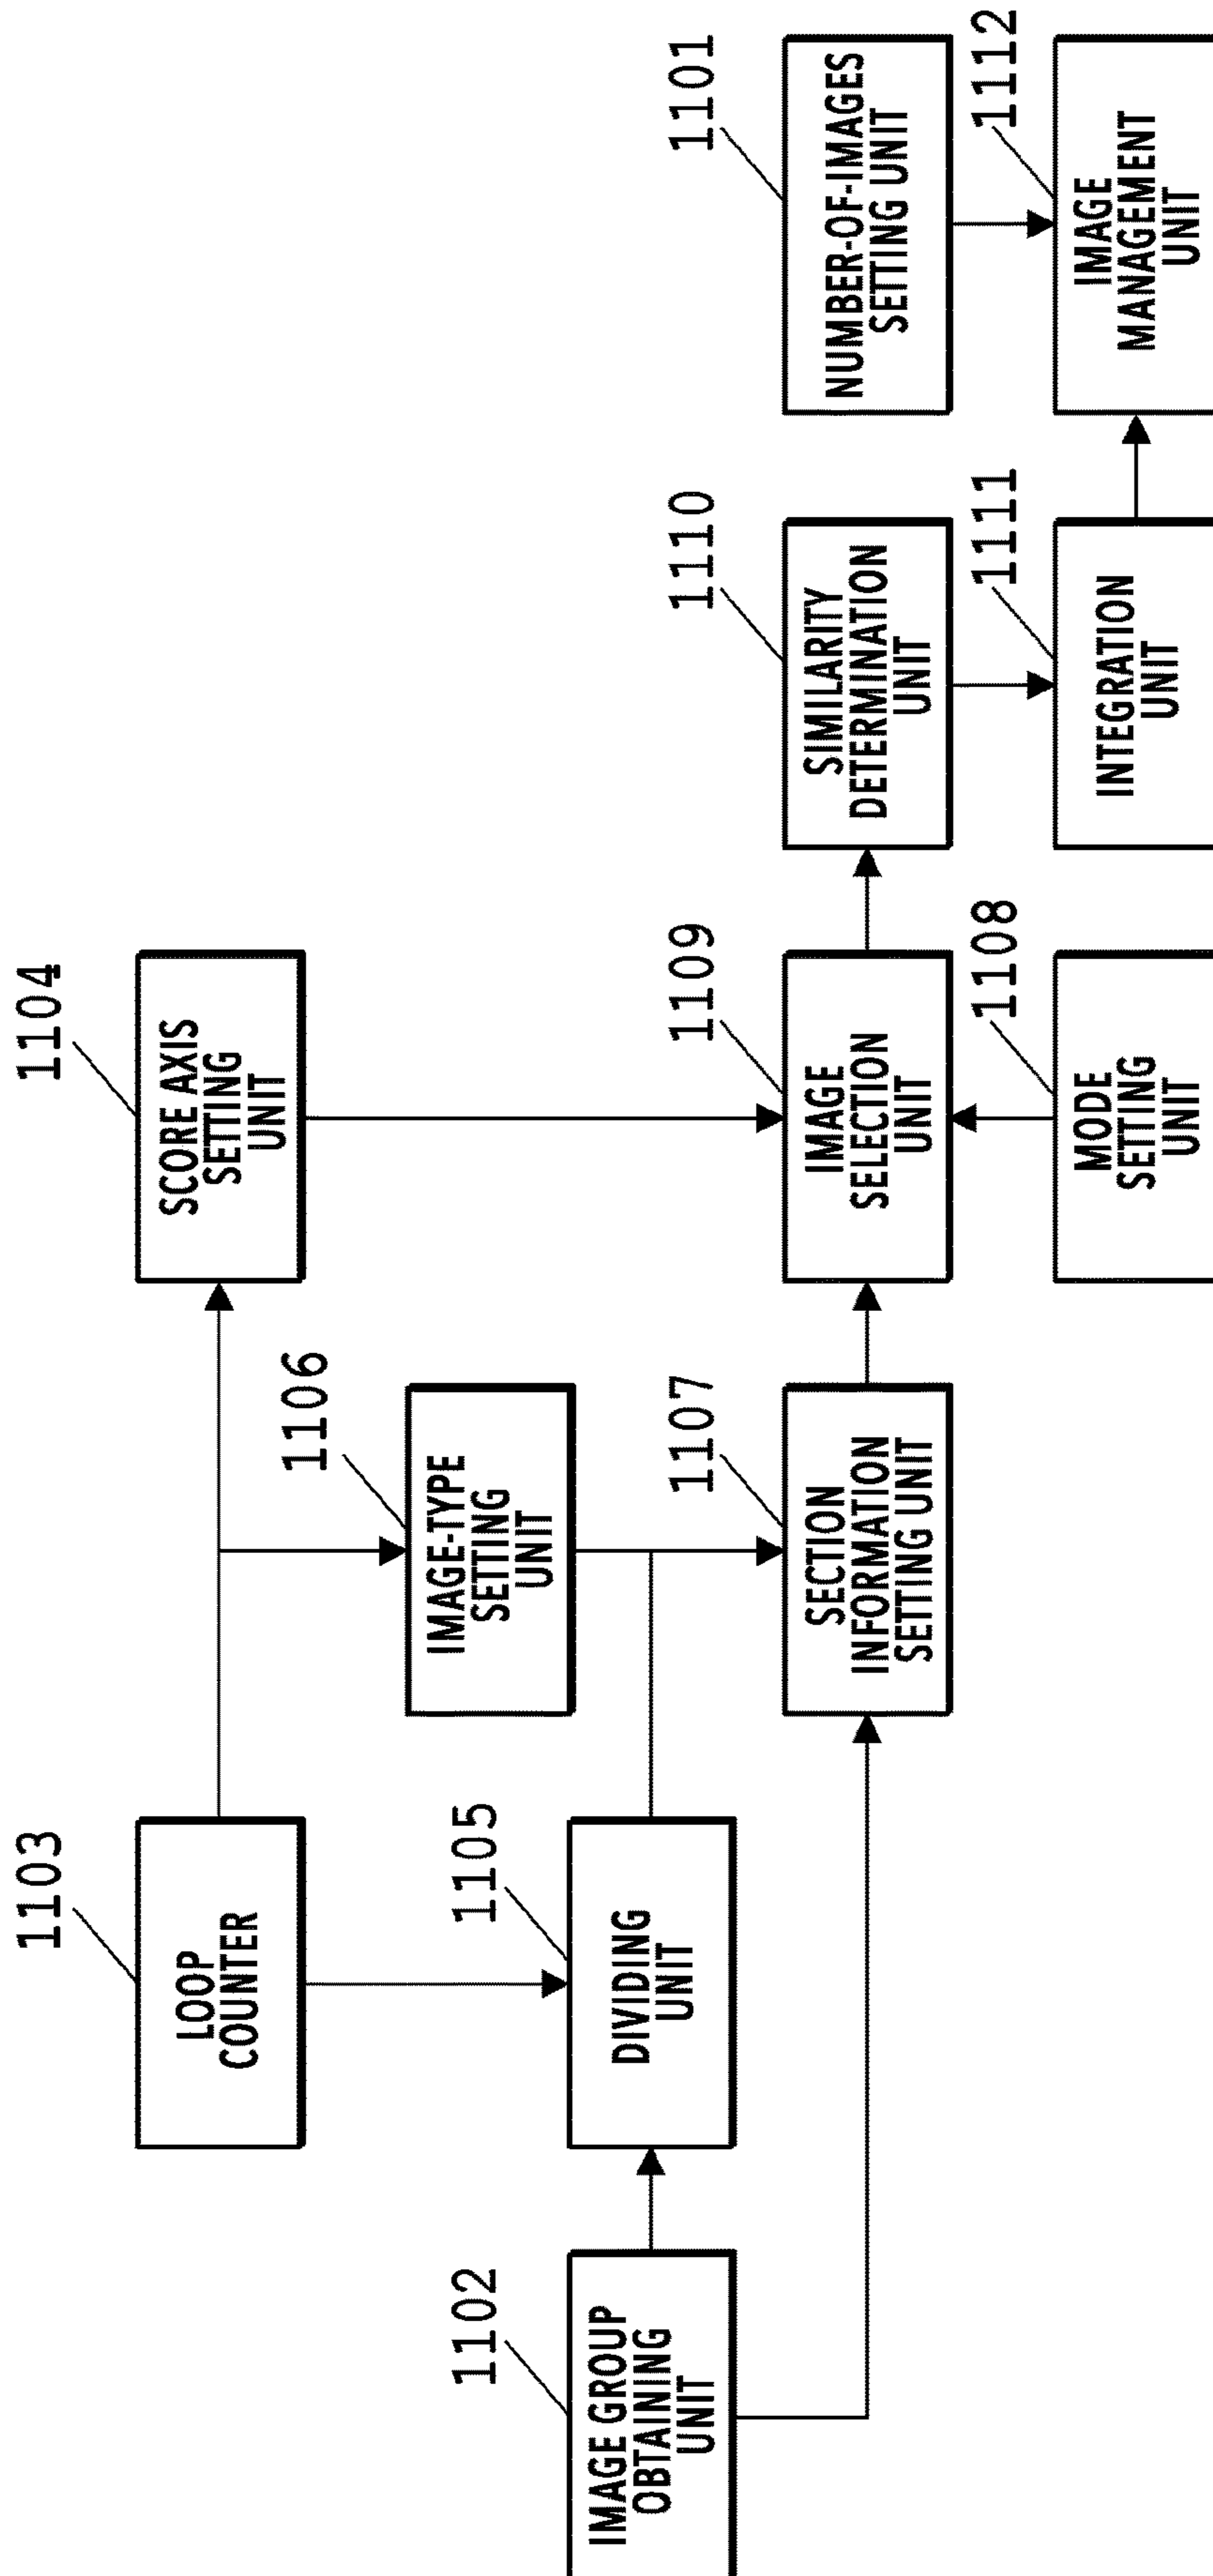 1103
LOOP
COUNTER
1104
SCORE AXIS
SETTING
UNIT
1106
IMAGE-TYPE
SETTING
UNIT
1102
IMAGE GROUP
OBTAINING
UNIT
1105
DIVIDING
UNIT
1107
SECTION
INFORMATION
SETTING UNIT
1109
IMAGE
SELECTION
UNIT
1110
SIMILARITY
DETERMINATION
UNIT
1101
NUMBER-OF-IMAGES
SETTING UNIT
1108
MODE
SETTING
UNIT
1111
INTEGRATION
UNIT
1112
IMAGE
MANAGEMENT
UNIT